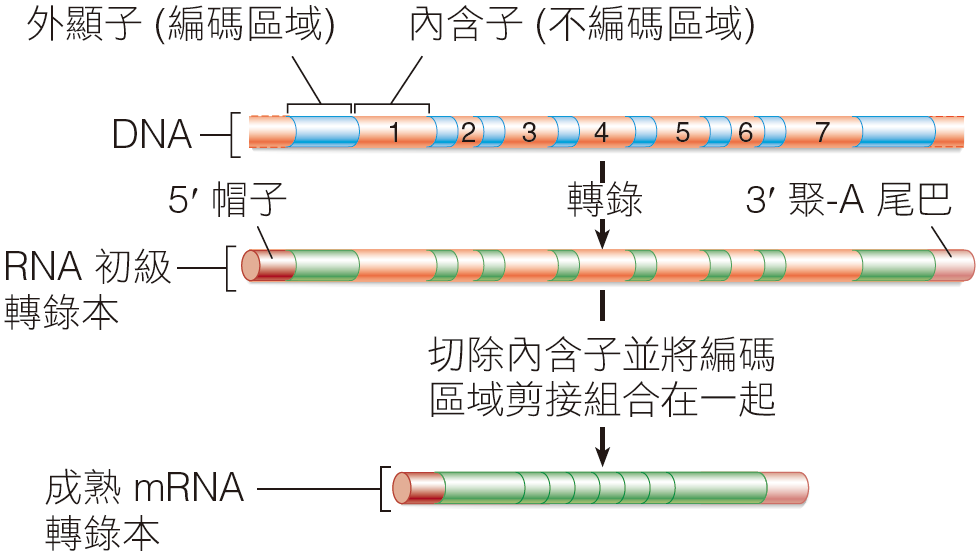 外顯子 (編碼區域)
內含子 (不編碼區域)
DNA
1 2 3 4 5 6 7
5′ 帽子
轉錄
3′ 聚-A 尾巴
RNA 初級
轉錄本
切除內含子並將編碼
區域剪接組合在一起
成熟 mRNA
轉錄本